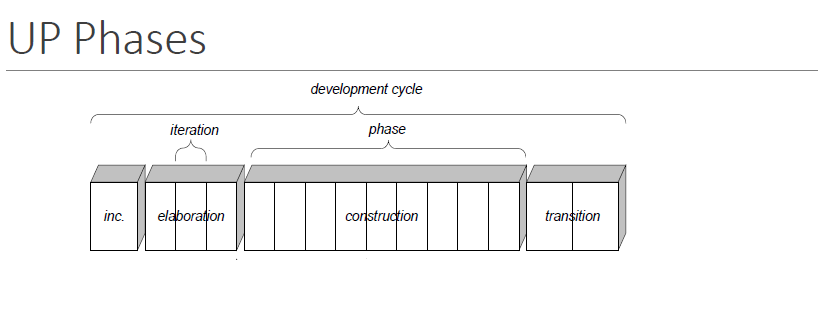 UP Phases
development cycle
iteration
phase
inc.
elaboration
construction
transition